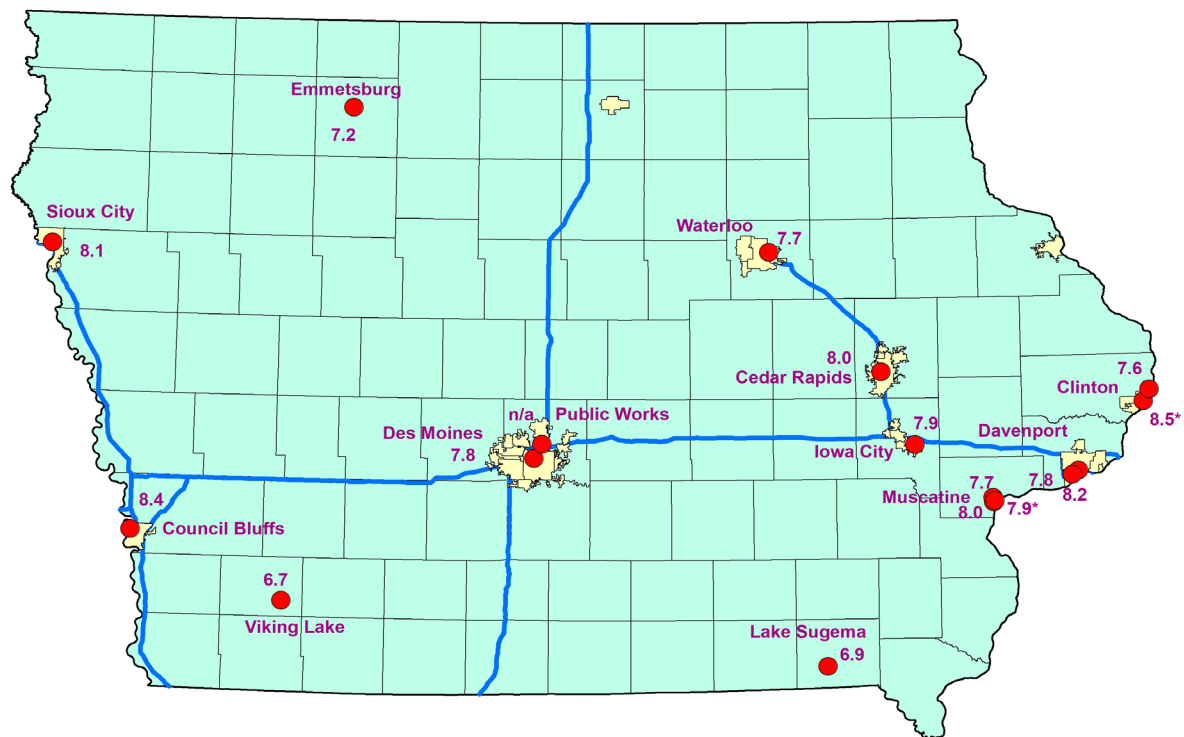 Emmetsburg
7.2
Sioux City
8.1
Waterloo
7.7
8.0
Cedar Rapids
7.6
Clinton
8.5*
n/a
Public Works
Des Moines
7.8
7.9
Iowa City
Davenport
7.8
8.2
7.7
Muscatine
8.0
7.9*
8.4
Council Bluffs
6.7
Viking Lake
Lake Sugema
6.9